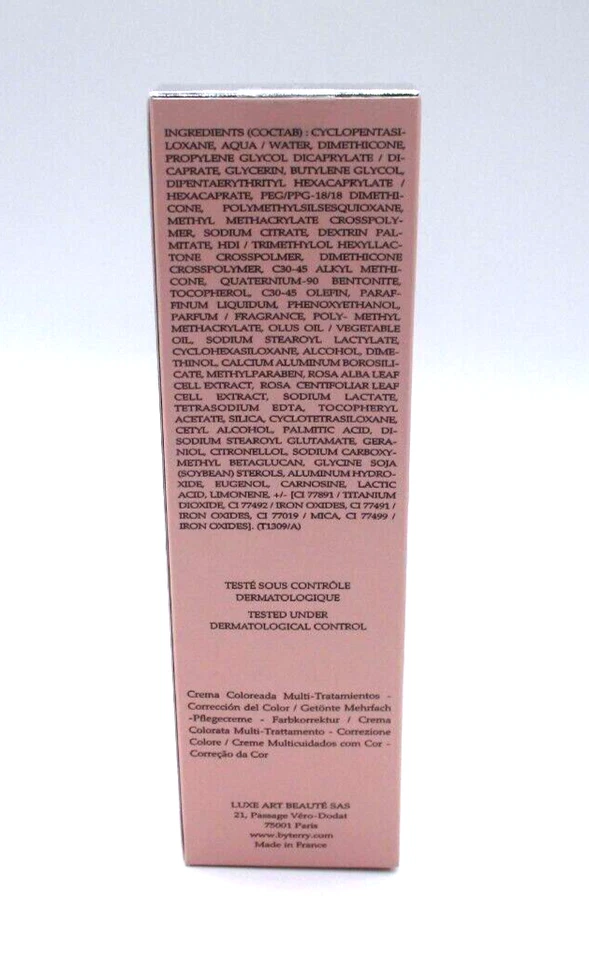 INGREDIENTS (COCTAB) : CYCLOPENTASI-
LOXANE, AQUA / WATER, DIMETHICONE,
PROPYLENE GLYCOL DICAPRYLATE / DI-
CAPRATE, GLYCERIN, BUTYLENE GLYCOL,
DIPENTAERYTHRITYL HEXACAPRYLATE /
HEXACAPRATE, PEG/PPG-18/18 DIMETHI-
CONE, POLYMETHYLSILSESQUIOXANE,
METHYL METHACRYLATE CROSSPOLY-
MER, SODIUM CITRATE, DEXTRIN PAL-
MITATE, HDI / TRIMETHYLOL HEXYLLAC-
TONE CROSSPOLMER, DIMETHICONE
CROSSPOLYMER, C30-45 ALKYL METHI-
CONE, QUATERNIUM-90 BENTONITE,
TOCOPHEROL, C30-45 OLEFIN, PARAF-
FINUM LIQUIDUM, PHENOXYETHANOL,
PARFUM / FRAGRANCE, POLY- METHYL
METHACRYLATE, OLUS OIL / VEGETABLE
OIL, SODIUM STEAROYL LACTYLATE,
CYCLOHEXASILOXANE, ALCOHOL, DIME-
THINOL, CALCIUM ALUMINUM BOROSILI-
CATE, METHYLPARABEN, ROSA ALBA LEAF
CELL EXTRACT, ROSA CENTIFOLIAR LEAF
CELL EXTRACT, SODIUM LACTATE,
TETRASODIUM EDTA, TOCOPHERYL
ACETATE, SILICA, CYCLOTETRASILOXANE,
CETYL ALCOHOL, PALMITIC ACID, DI-
SODIUM STEAROYL GLUTAMATE, GERA-
NIOL, CITRONELLOL, SODIUM CARBOXY-
METHYL BETAGLUCAN, GLYCINE SOJA
(SOYBEAN) STEROLS, ALUMINUM HYDRO-
XIDE, EUGENOL, CARNOSINE, LACTIC
ACID, LIMONENE, +/- [CI 77891 / TITANIUM
DIOXIDE, CI 77492 / IRON OXIDES, CI 77491 /
IRON OXIDES, CI 77019 / MICA, CI 77499 /
IRON OXIDES]. (T1309/A)
TESTÉ SOUS CONTRÔLE
DERMATOLOGIQUE
TESTED UNDER
DERMATOLOGICAL CONTROL
Crema Coloreada Multi-Tratamientos -
Corrección del Color / Getönte Mehrfach
-Pflegecreme - Farbkorrektur / Crema
Colorata Multi-Trattamento - Correzione
Colore / Creme Multicuidados com Cor -
Correção da Cor
LUXE ART BEAUTÉ SAS
21, Passage Véro-Dodat
75001 Paris
www.byterry.com
Made in France